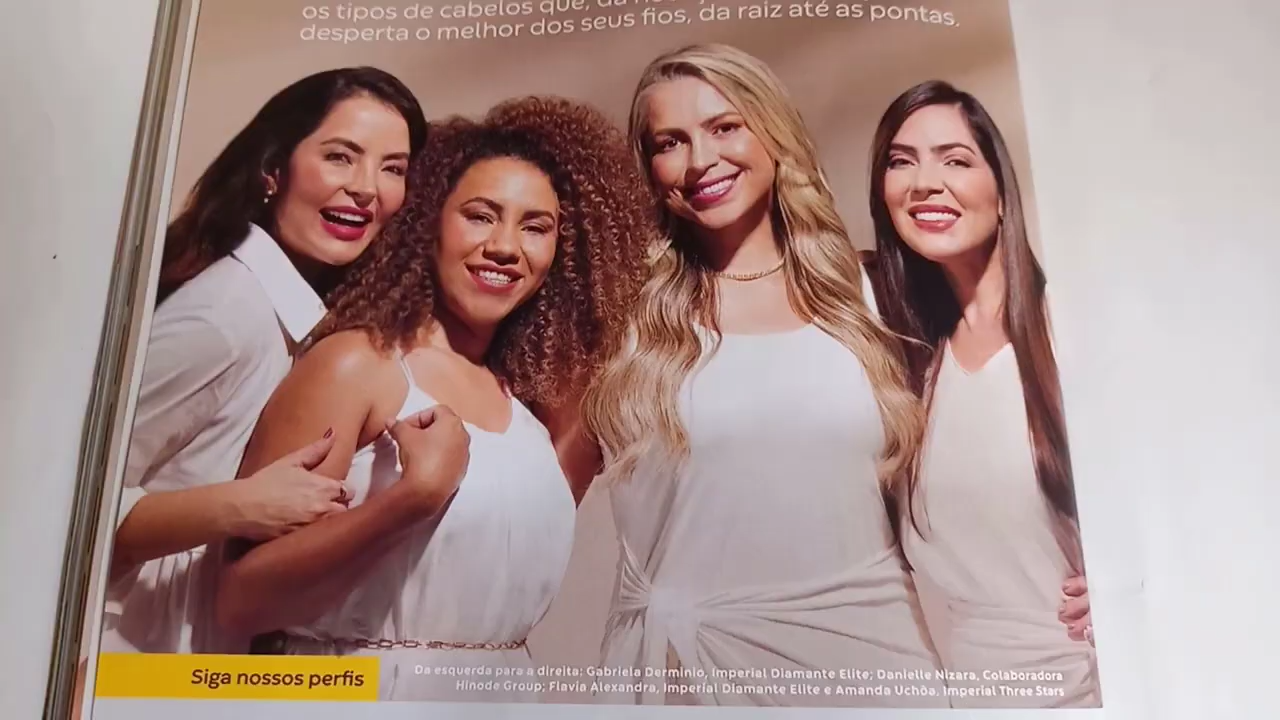 os tipos de cabelos que, da
desperta o melhor dos seus fios, da raiz até as pontas.
Siga nossos perfis
Da esquerda para a direita: Gabriela Derminio, Imperial Diamante Elite; Danielle Nizara, Colaboradora
Hinode Group; Flavia Alexandra, Imperial Diamante Elite e Amanda Uchôa, Imperial Three Stars